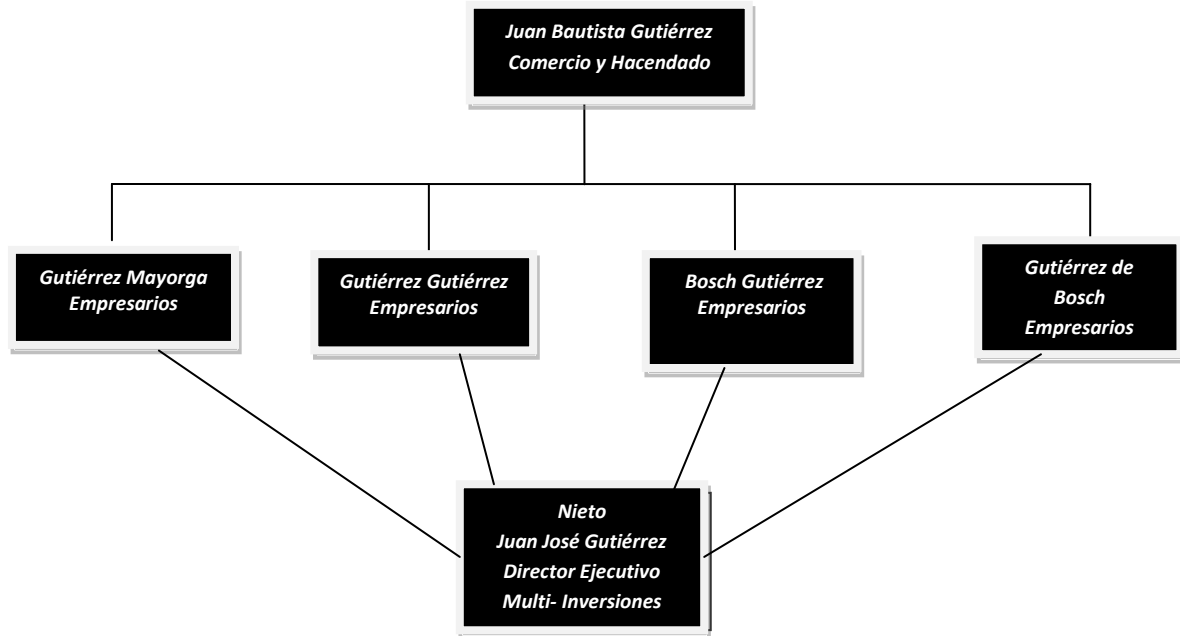 Juan Bautista Gutiérrez
Comercio y Hacendado
Gutiérrez Mayorga
Empresarios
Gutiérrez Gutiérrez
Empresarios
Bosch Gutiérrez
Empresarios
Gutiérrez de
Bosch
Empresarios
Nieto
Juan José Gutiérrez
Director Ejecutivo
Multi- Inversiones